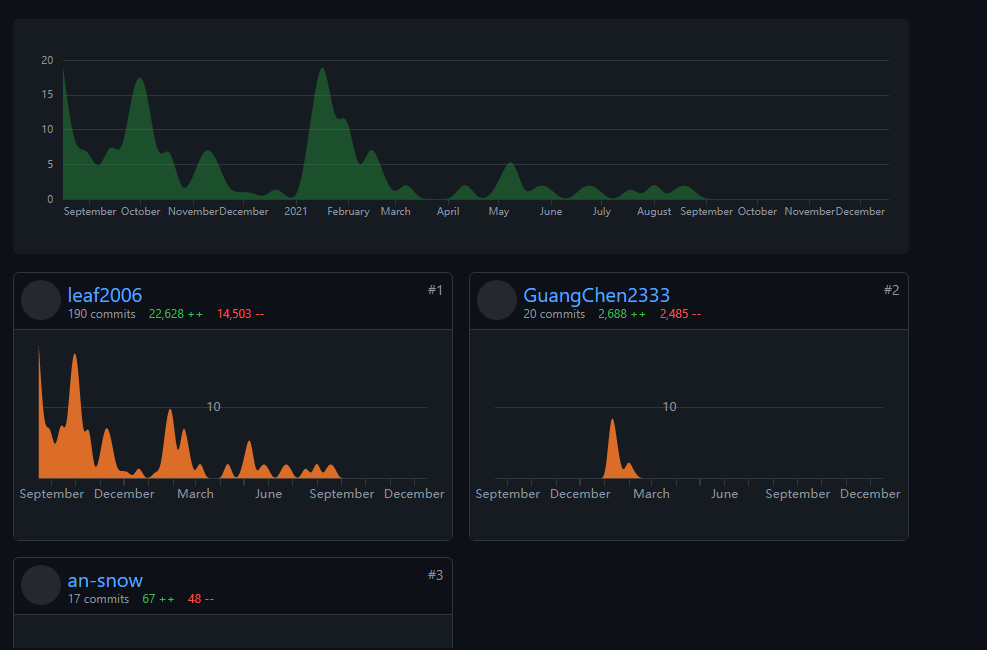 20
15
10
5
0
September October November December 2021 February March April May June July August September October November December
leaf2006 #1
190 commits 22,628 ++ 14,503 --
10
September December March June September December
GuangChen2333 #2
20 commits 2,688 ++ 2,485 --
10
September December March June September December
an-snow #3
17 commits 67 ++ 48 --